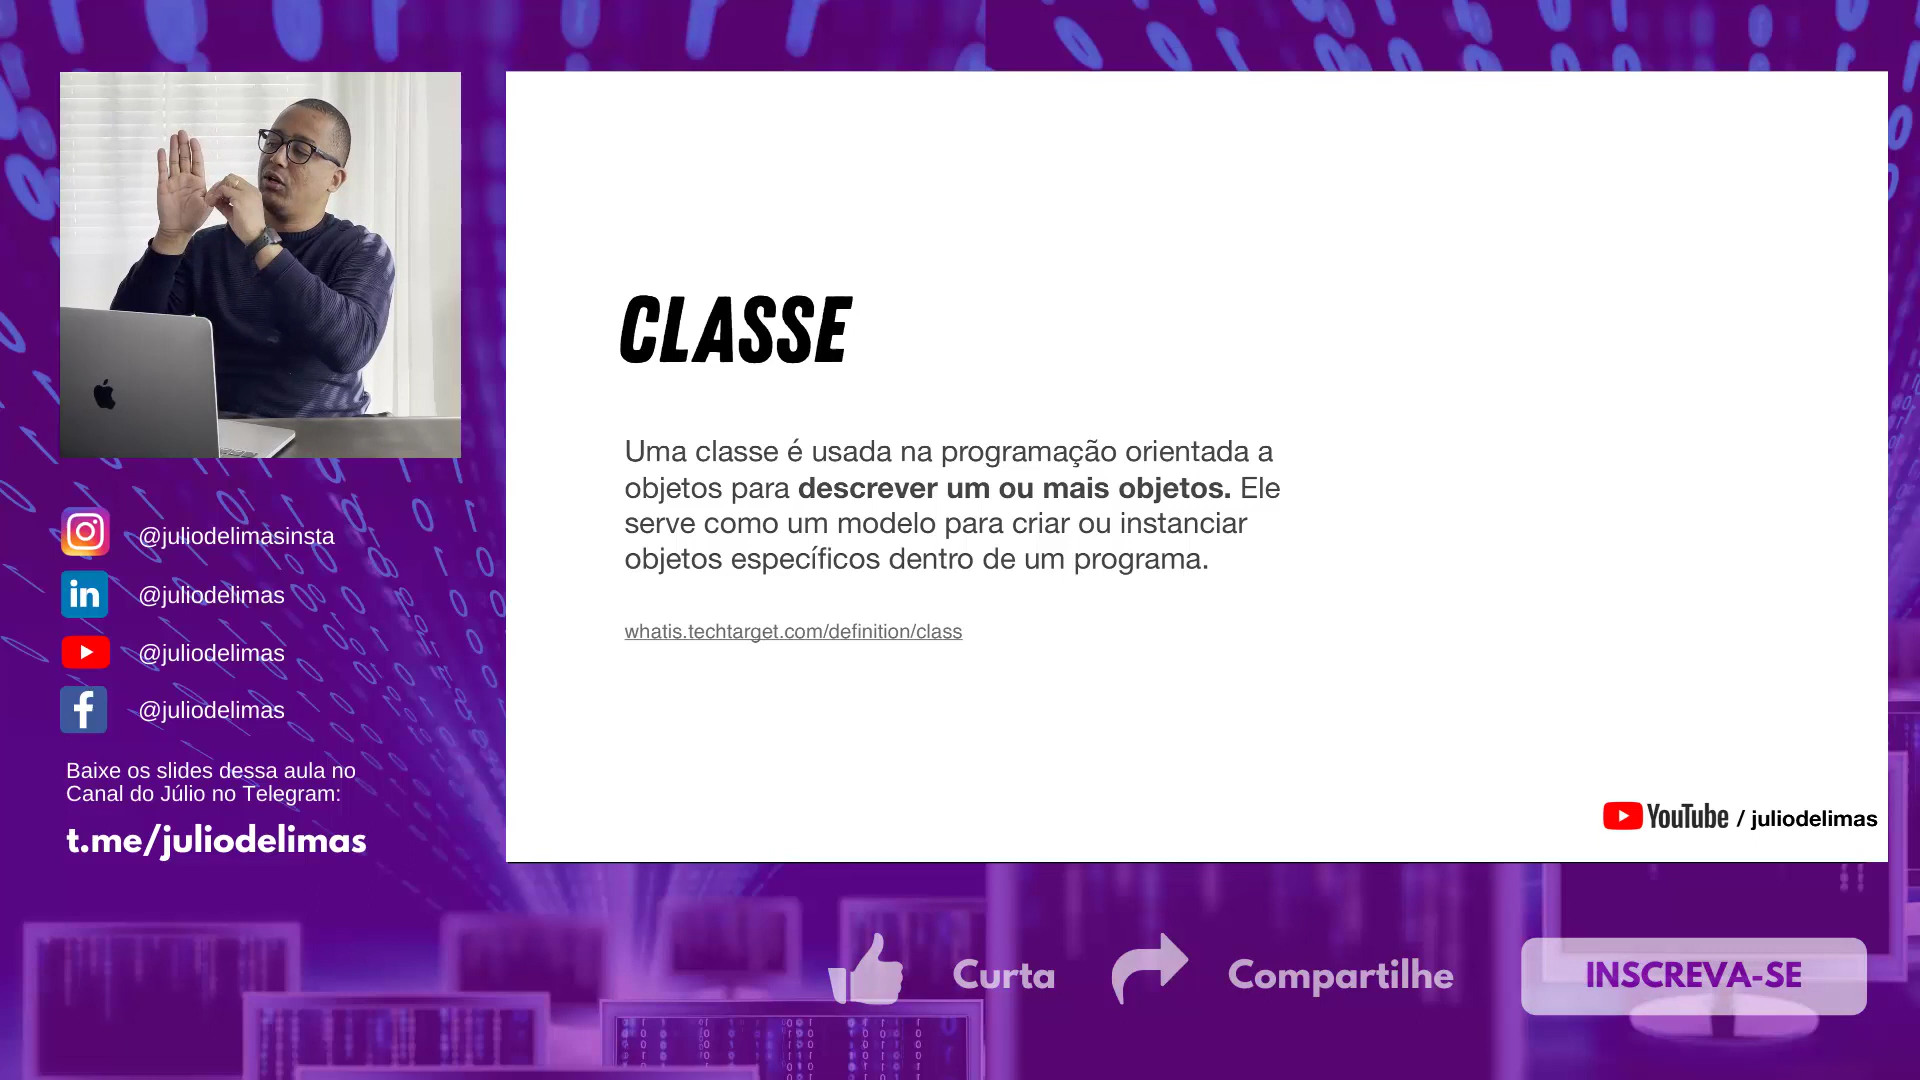 CLASSE
Uma classe é usada na programação orientada a
objetos para descrever um ou mais objetos. Ele
serve como um modelo para criar ou instanciar
objetos específicos dentro de um programa.
whatis.techtarget.com/definition/class
YouTube / juliodelimas
@juliodelimasinsta
in @juliodelimas
@juliodelimas
f @juliodelimas
Baixe os slides dessa aula no
Canal do Júlio no Telegram:
t.me/juliodelimas
Curta
Compartilhe
INSCREVA-SE